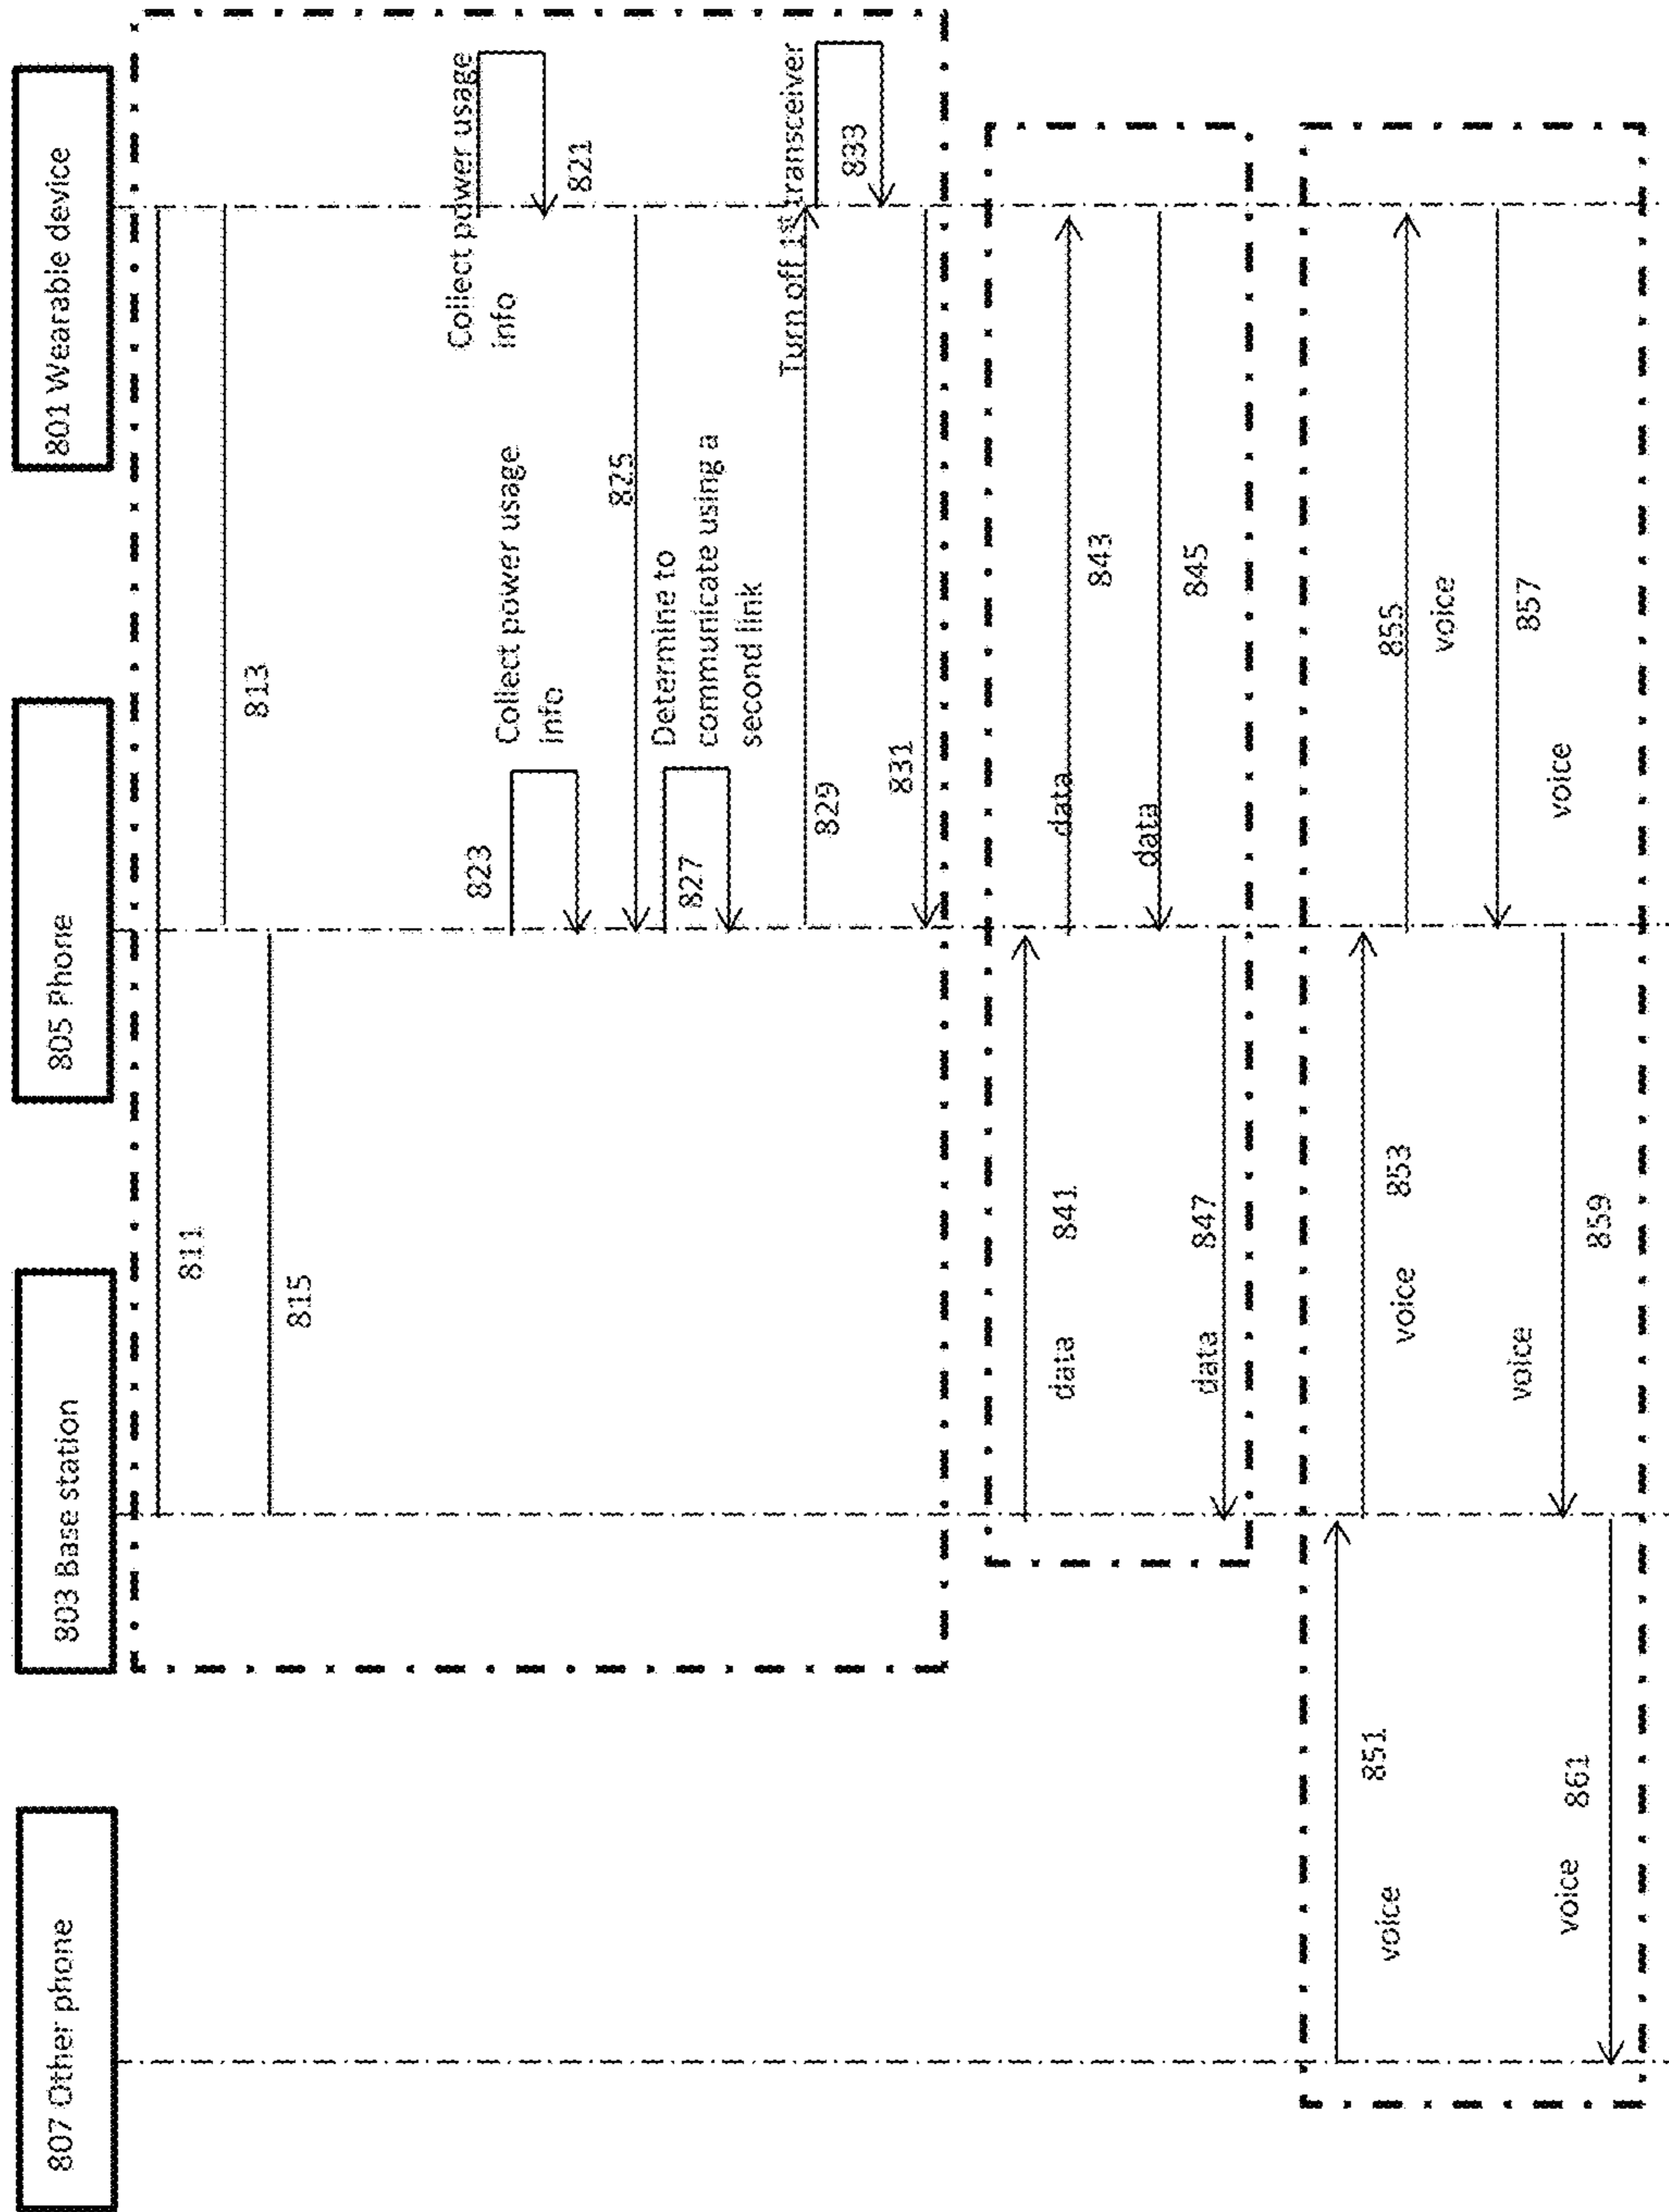 807 Other phone
803 Base station
805 Phone
801 Wearable device
811
813
815
Collect power usage
info
821
823
Collect power usage
info
825
827
Determine to
communicate using a
second link
829
Turn off 1st transceiver
833
831
data
841
data
843
data
845
data
847
voice
851
voice
853
855
voice
857
voice
voice
859
voice
861